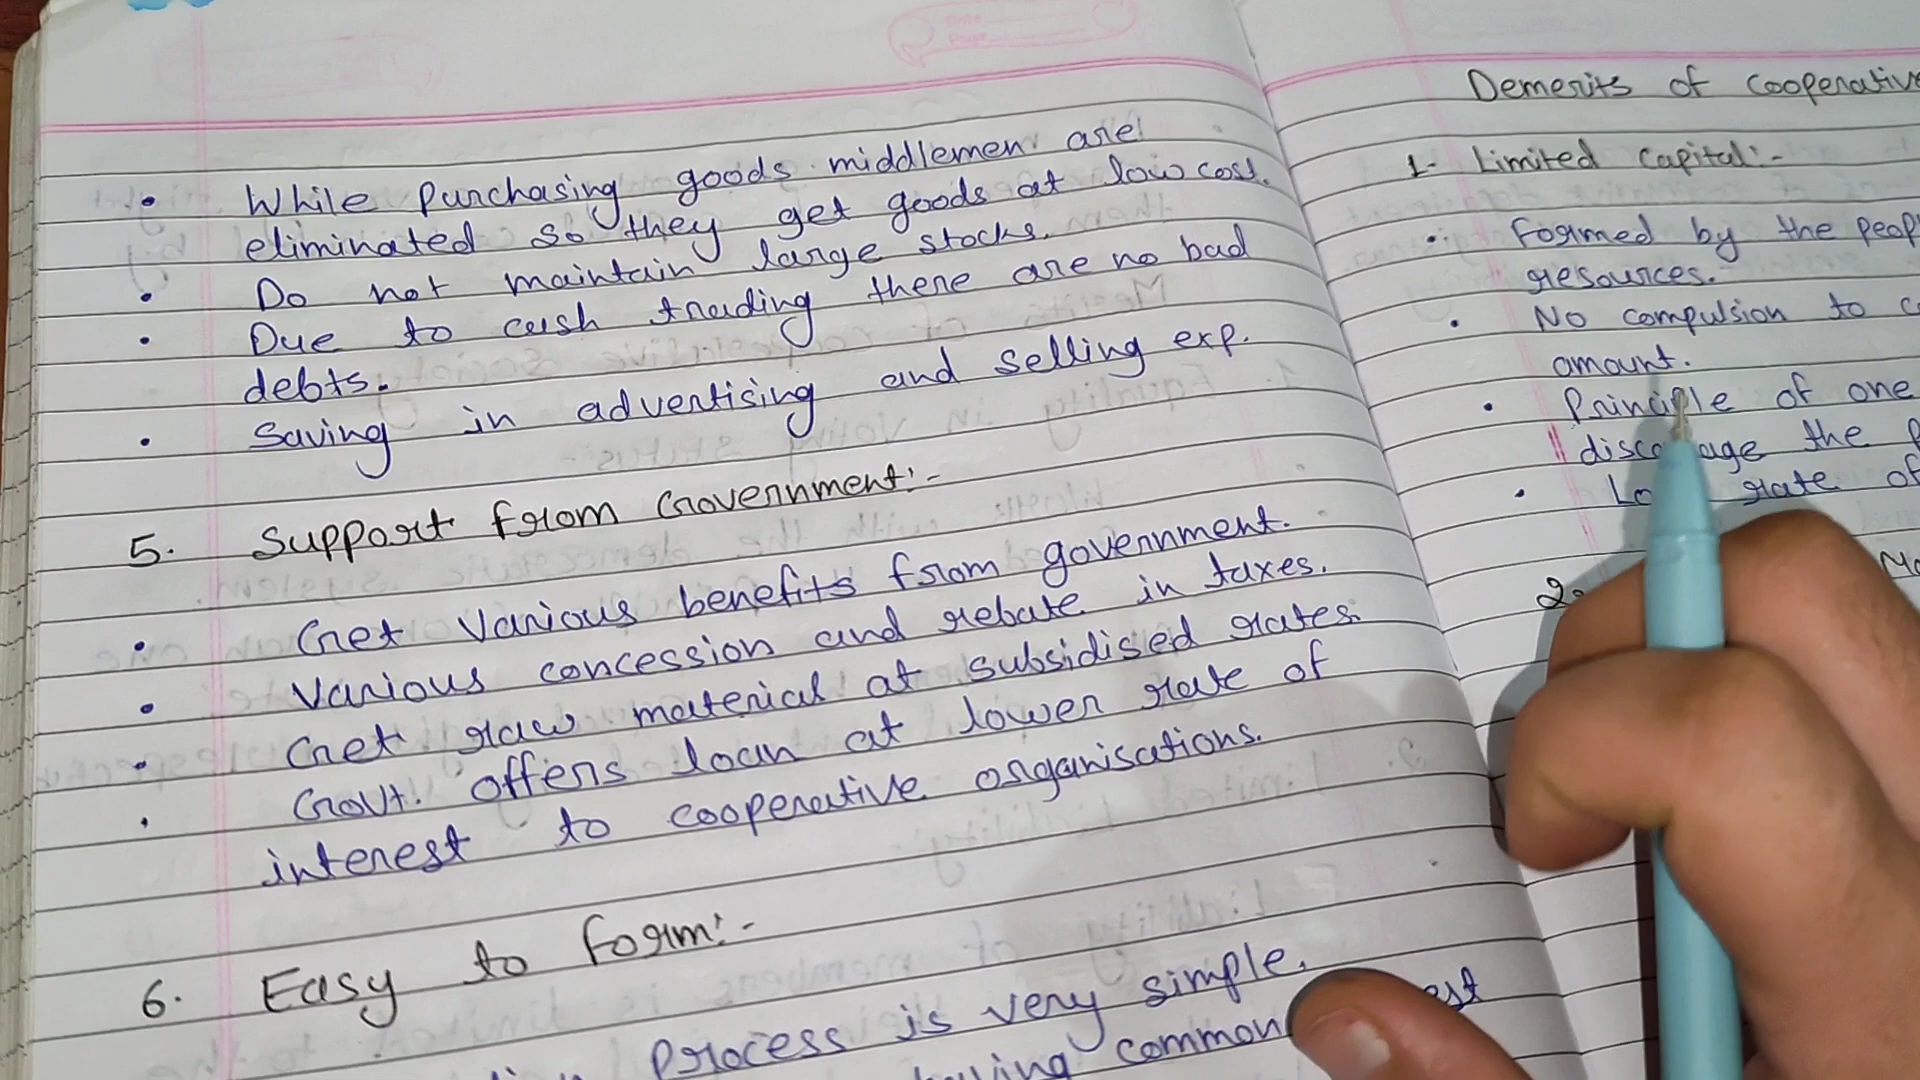 While purchasing goods middlemen are
eliminated so they get goods at low cost.
Do not maintain large stocks.
Due to cash trading there are no bad
debts.
Saving in advertising and selling exp.
5. Support from Government:-
Get various benefits from government.
Various concession and rebate in taxes.
Get raw material at subsidised rates.
Govt. offers loan at lower rate of
interest to cooperative organisations.
6. Easy to form:-
process is very simple.
common
Demerits of Cooperative
1- Limited capital:-
Formed by the
resources.
No compulsion to
amount.
Principle of one
the
rate of
2.